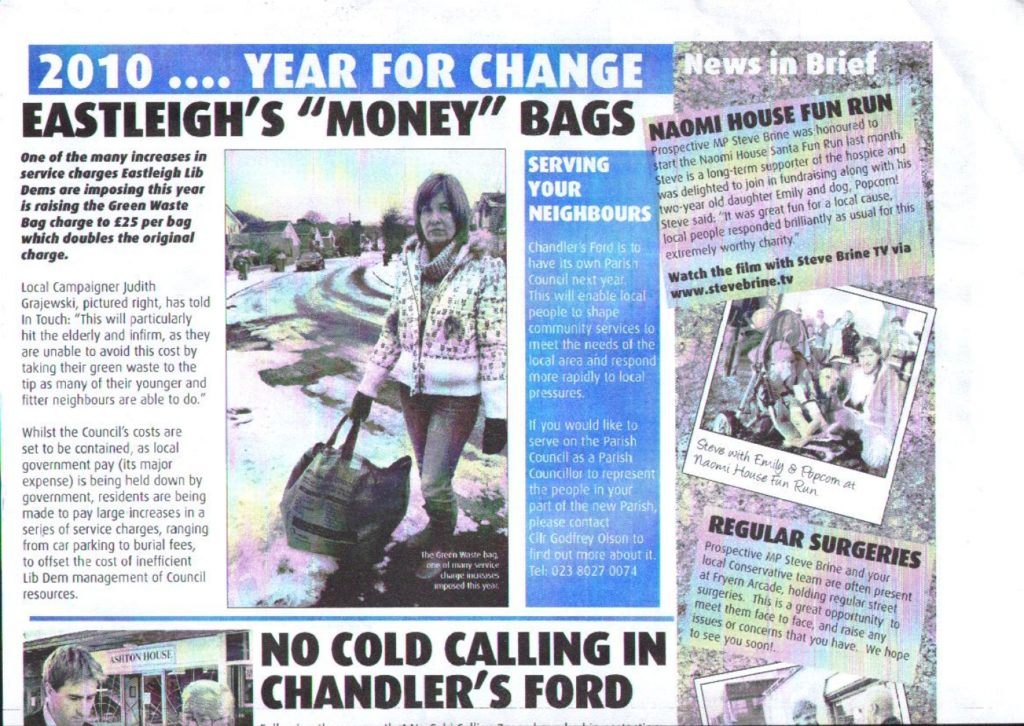 2010 .... YEAR FOR CHANGE
EASTLEIGH'S "MONEY" BAGS
One of the many increases in
service charges Eastleigh Lib
Dems are imposing this year
is raising the Green Waste
Bag charge to £25 per bag
which doubles the original
charge.
Local Campaigner Judith
Grajewski, pictured right, has told
In Touch: "This will particularly
hit the elderly and infirm, as they
are unable to avoid this cost by
taking their green waste to the
tip as many of their younger and
fitter neighbours are able to do."
Whilst the Council's costs are
set to be contained, as local
government pay (its major
expense) is being held down by
government, residents are being
made to pay large increases in a
series of service charges, ranging
from car parking to burial fees,
to offset the cost of inefficient
Lib Dem management of Council
resources.
The Green Waste bag,
one of many service
charge increases
imposed this year.
SERVING
YOUR
NEIGHBOURS
Chandler's Ford is to
have its own Parish
Council next year.
This will enable local
people to shape
community services to
meet the needs of the
local area and respond
more rapidly to local
pressures.
If you would like to
serve on the Parish
Council as a Parish
Councillor to represent
the people in your
part of the new Parish,
please contact
Cllr Godfrey Olson to
find out more about it.
Tel: 023 8027 0074
News in Brief
NAOMI HOUSE FUN RUN
Prospective MP Steve Brine was honoured to
start the Naomi House Santa Fun Run last month.
Steve is a long-term supporter of the hospice and
was delighted to join in fundraising along with his
two-year old daughter Emily and dog, Popcorn!
Steve said: "It was great fun for a local cause,
local people responded brilliantly as usual for this
extremely worthy charity."
Watch the film with Steve Brine TV via
www.stevebrine.tv
Steve with Emily & Popcorn at
Naomi House Fun Run
REGULAR SURGERIES
Prospective MP Steve Brine and your
local Conservative team are often present
at Fryern Arcade, holding regular street
surgeries. This is a great opportunity to
meet them face to face, and raise any
issues or concerns that you have. We hope
to see you soon!
ASHTON HOUSE
NO COLD CALLING IN
CHANDLER'S FORD